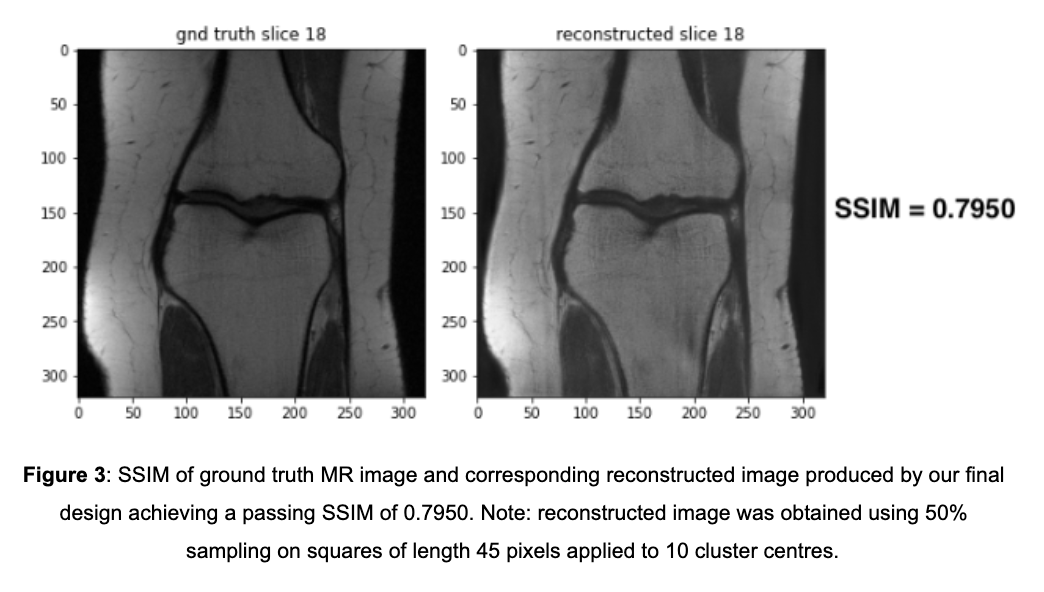 gnd truth slice 18
reconstructed slice 18
0
50
100
150
200
250
300
0 50 100 150 200 250 300
0
50
100
150
200
250
300
0 50 100 150 200 250 300
SSIM = 0.7950
Figure 3: SSIM of ground truth MR image and corresponding reconstructed image produced by our final
design achieving a passing SSIM of 0.7950. Note: reconstructed image was obtained using 50%
sampling on squares of length 45 pixels applied to 10 cluster centres.